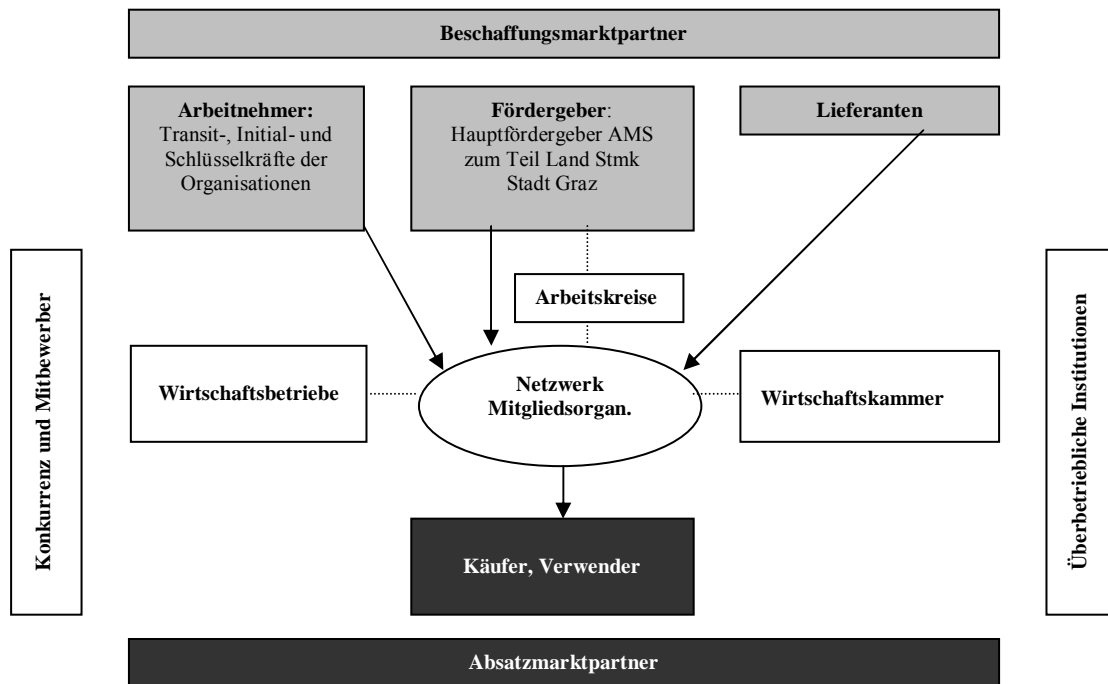 Beschaffungsmarktpartner
Arbeitnehmer:
Transit-, Initial- und
Schlüsselkräfte der
Organisationen
Fördergeber:
Hauptfördergeber AMS
zum Teil Land Stmk
Stadt Graz
Lieferanten
Konkurrenz und Mitbewerber
Arbeitskreise
Wirtschaftsbetriebe
Netzwerk
Mitgliedsorgan.
Wirtschaftskammer
Überbetriebliche Institutionen
Käufer, Verwender
Absatzmarktpartner